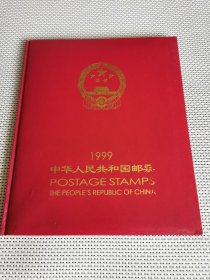 1999
中华人民共和国邮票
POSTAGE STAMPS
THE PEOPLE'S REPUBLIC OF CHINA